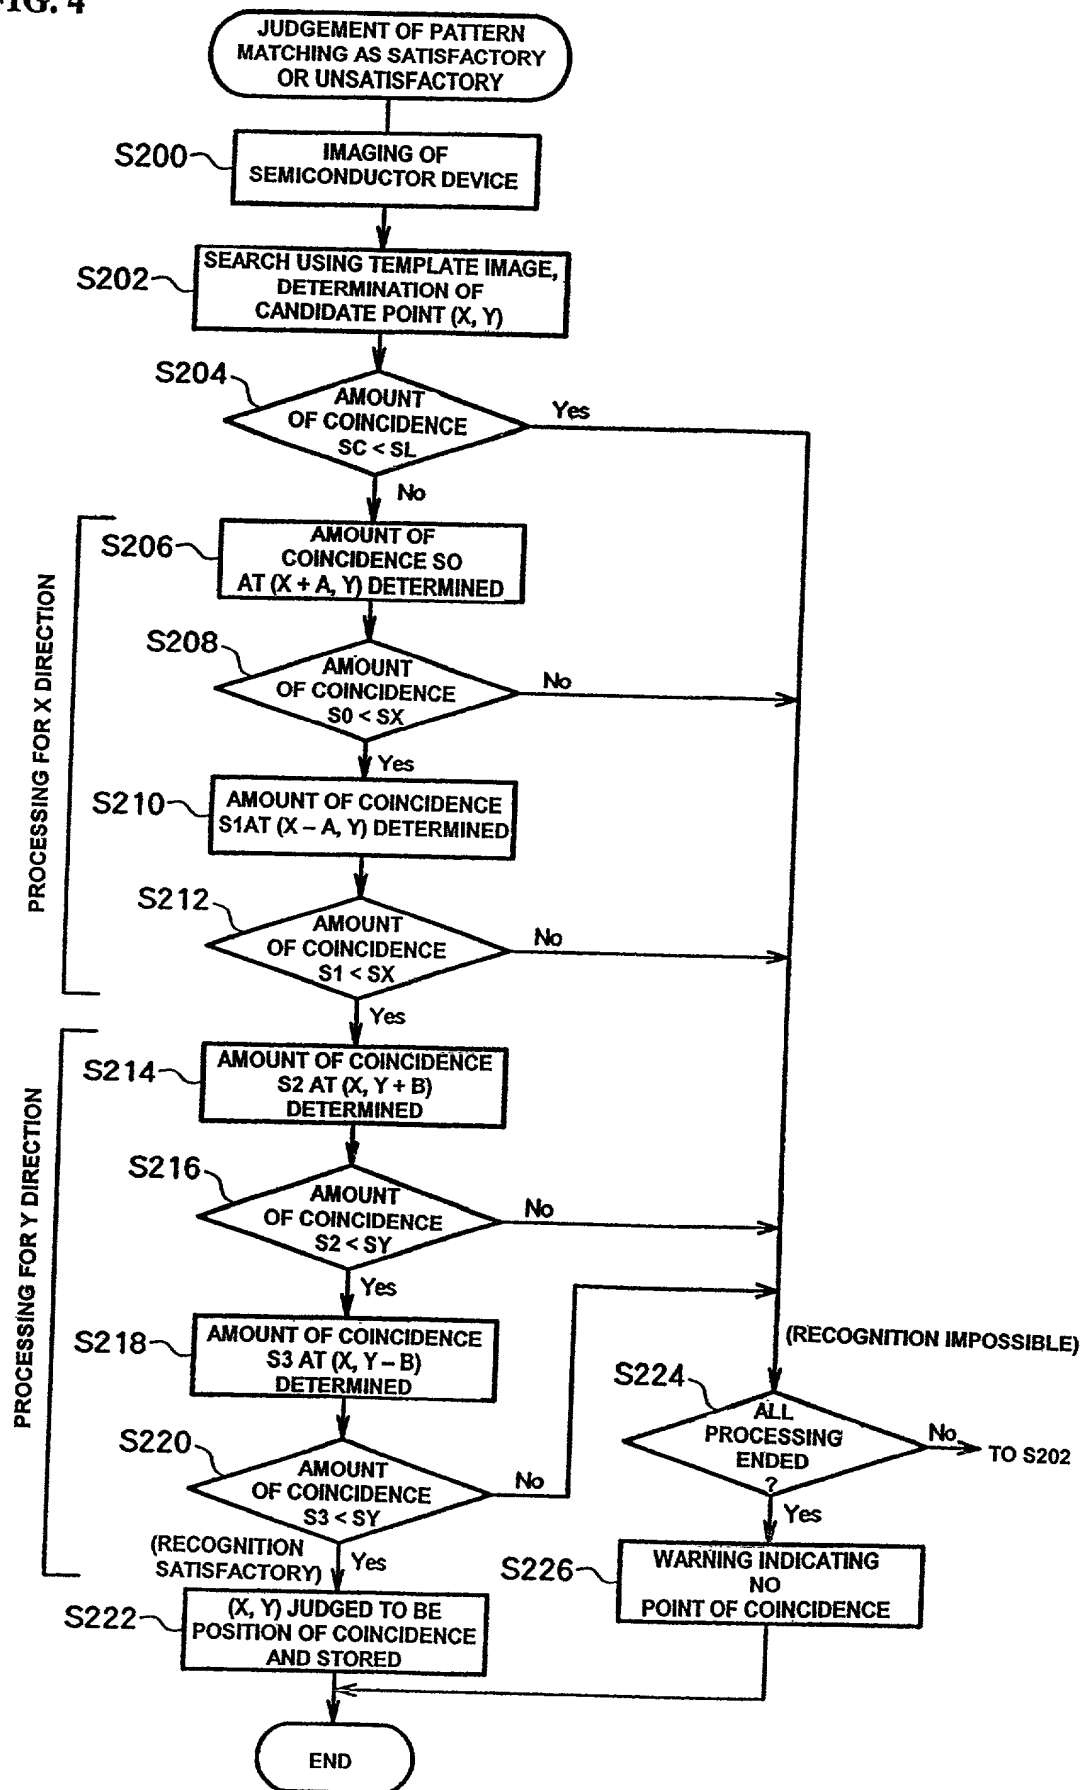 FIG. 4
JUDGEMENT OF PATTERN
MATCHING AS SATISFACTORY
OR UNSATISFACTORY
S200
IMAGING OF
SEMICONDUCTOR DEVICE
S202
SEARCH USING TEMPLATE IMAGE,
DETERMINATION OF
CANDIDATE POINT (X, Y)
S204
AMOUNT
OF COINCIDENCE
SC < SL
Yes
No
PROCESSING FOR X DIRECTION
S206
AMOUNT OF
COINCIDENCE SO
AT (X + A, Y) DETERMINED
S208
AMOUNT
OF COINCIDENCE
S0 < SX
No
Yes
S210
AMOUNT OF COINCIDENCE
S1AT (X – A, Y) DETERMINED
S212
AMOUNT
OF COINCIDENCE
S1 < SX
No
Yes
PROCESSING FOR Y DIRECTION
S214
AMOUNT OF COINCIDENCE
S2 AT (X, Y + B)
DETERMINED
S216
AMOUNT
OF COINCIDENCE
S2 < SY
No
Yes
S218
AMOUNT OF COINCIDENCE
S3 AT (X, Y – B)
DETERMINED
S220
AMOUNT
OF COINCIDENCE
S3 < SY
No
(RECOGNITION
SATISFACTORY)
Yes
S222
(X, Y) JUDGED TO BE
POSITION OF COINCIDENCE
AND STORED
(RECOGNITION IMPOSSIBLE)
S224
ALL
PROCESSING
ENDED
?
No
TO S202
Yes
S226
WARNING INDICATING
NO
POINT OF COINCIDENCE
END